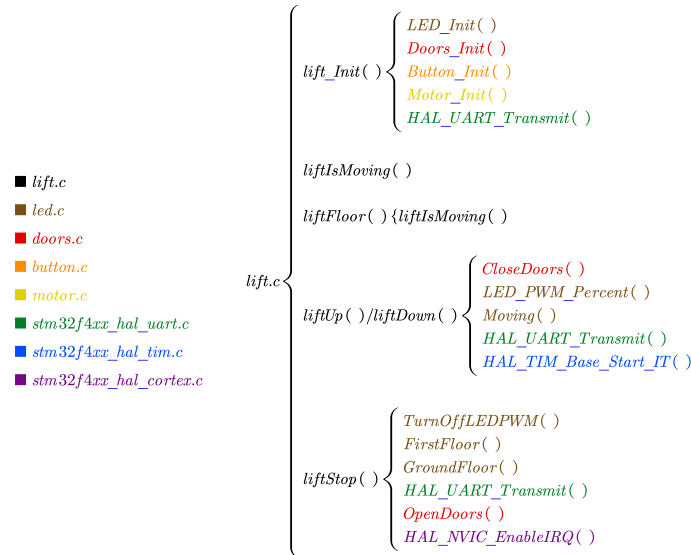 lift.c
led.c
doors.c
button.c
motor.c
stm32f4xx_hal_uart.c
stm32f4xx_hal_tim.c
stm32f4xx_hal_cortex.c
lift.c
lift_Init( )
LED_Init( )
Doors_Init( )
Button_Init( )
Motor_Init( )
HAL_UART_Transmit( )
liftIsMoving( )
liftFloor( ){liftIsMoving( )
liftUp( )/liftDown( )
CloseDoors( )
LED_PWM_Percent( )
Moving( )
HAL_UART_Transmit( )
HAL_TIM_Base_Start_IT( )
liftStop( )
TurnOffLEDPWM( )
FirstFloor( )
GroundFloor( )
HAL_UART_Transmit( )
OpenDoors( )
HAL_NVIC_EnableIRQ( )